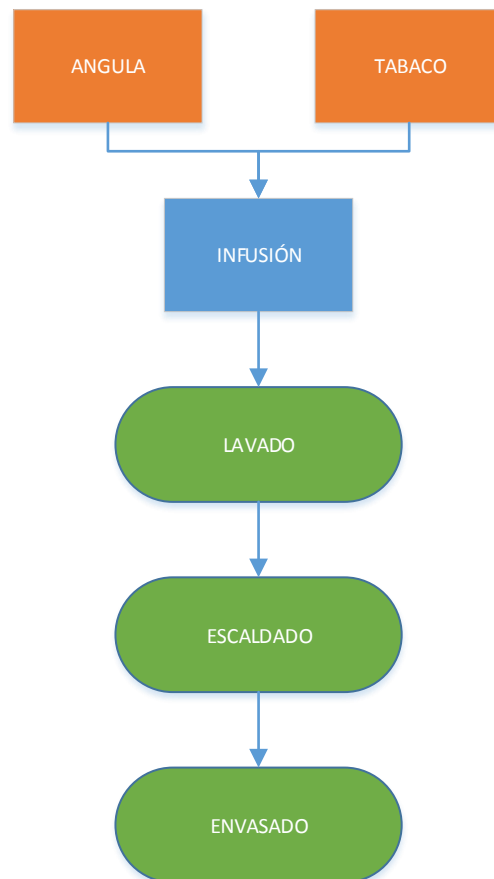 ANGULA
TABACO
INFUSIÓN
LAVADO
ESCALDADO
ENVASADO